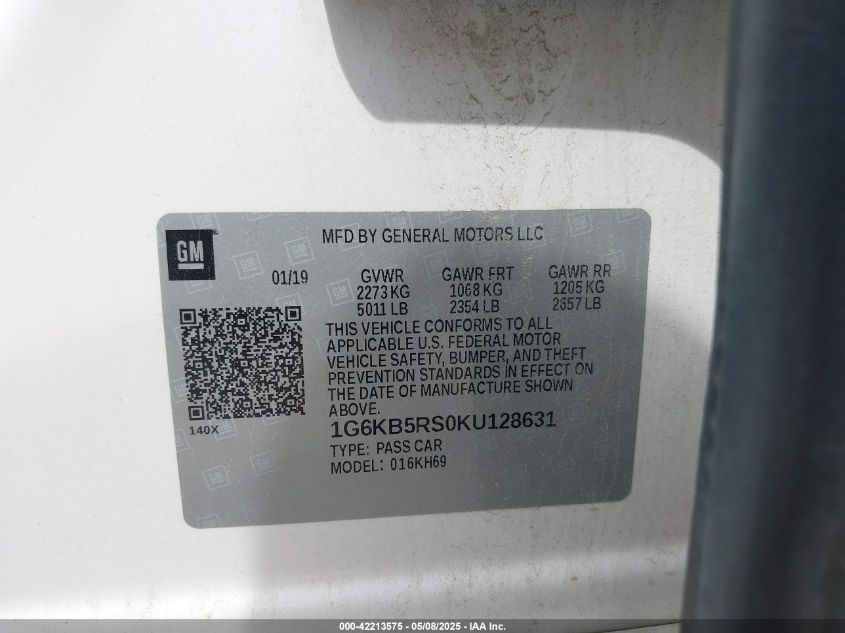 GM
MFD BY GENERAL MOTORS LLC
01/19 GVWR GAWR FRT GAWR RR
2273 KG 1068 KG 1205 KG
5011 LB 2354 LB 2657 LB
THIS VEHICLE CONFORMS TO ALL
APPLICABLE U.S. FEDERAL MOTOR
VEHICLE SAFETY, BUMPER, AND THEFT
PREVENTION STANDARDS IN EFFECT ON
THE DATE OF MANUFACTURE SHOWN
ABOVE.
140X
1G6KB5RS0KU128631
TYPE: PASS CAR
MODEL: 016KH69
000-42213575 - 05/08/2025 - IAA Inc.